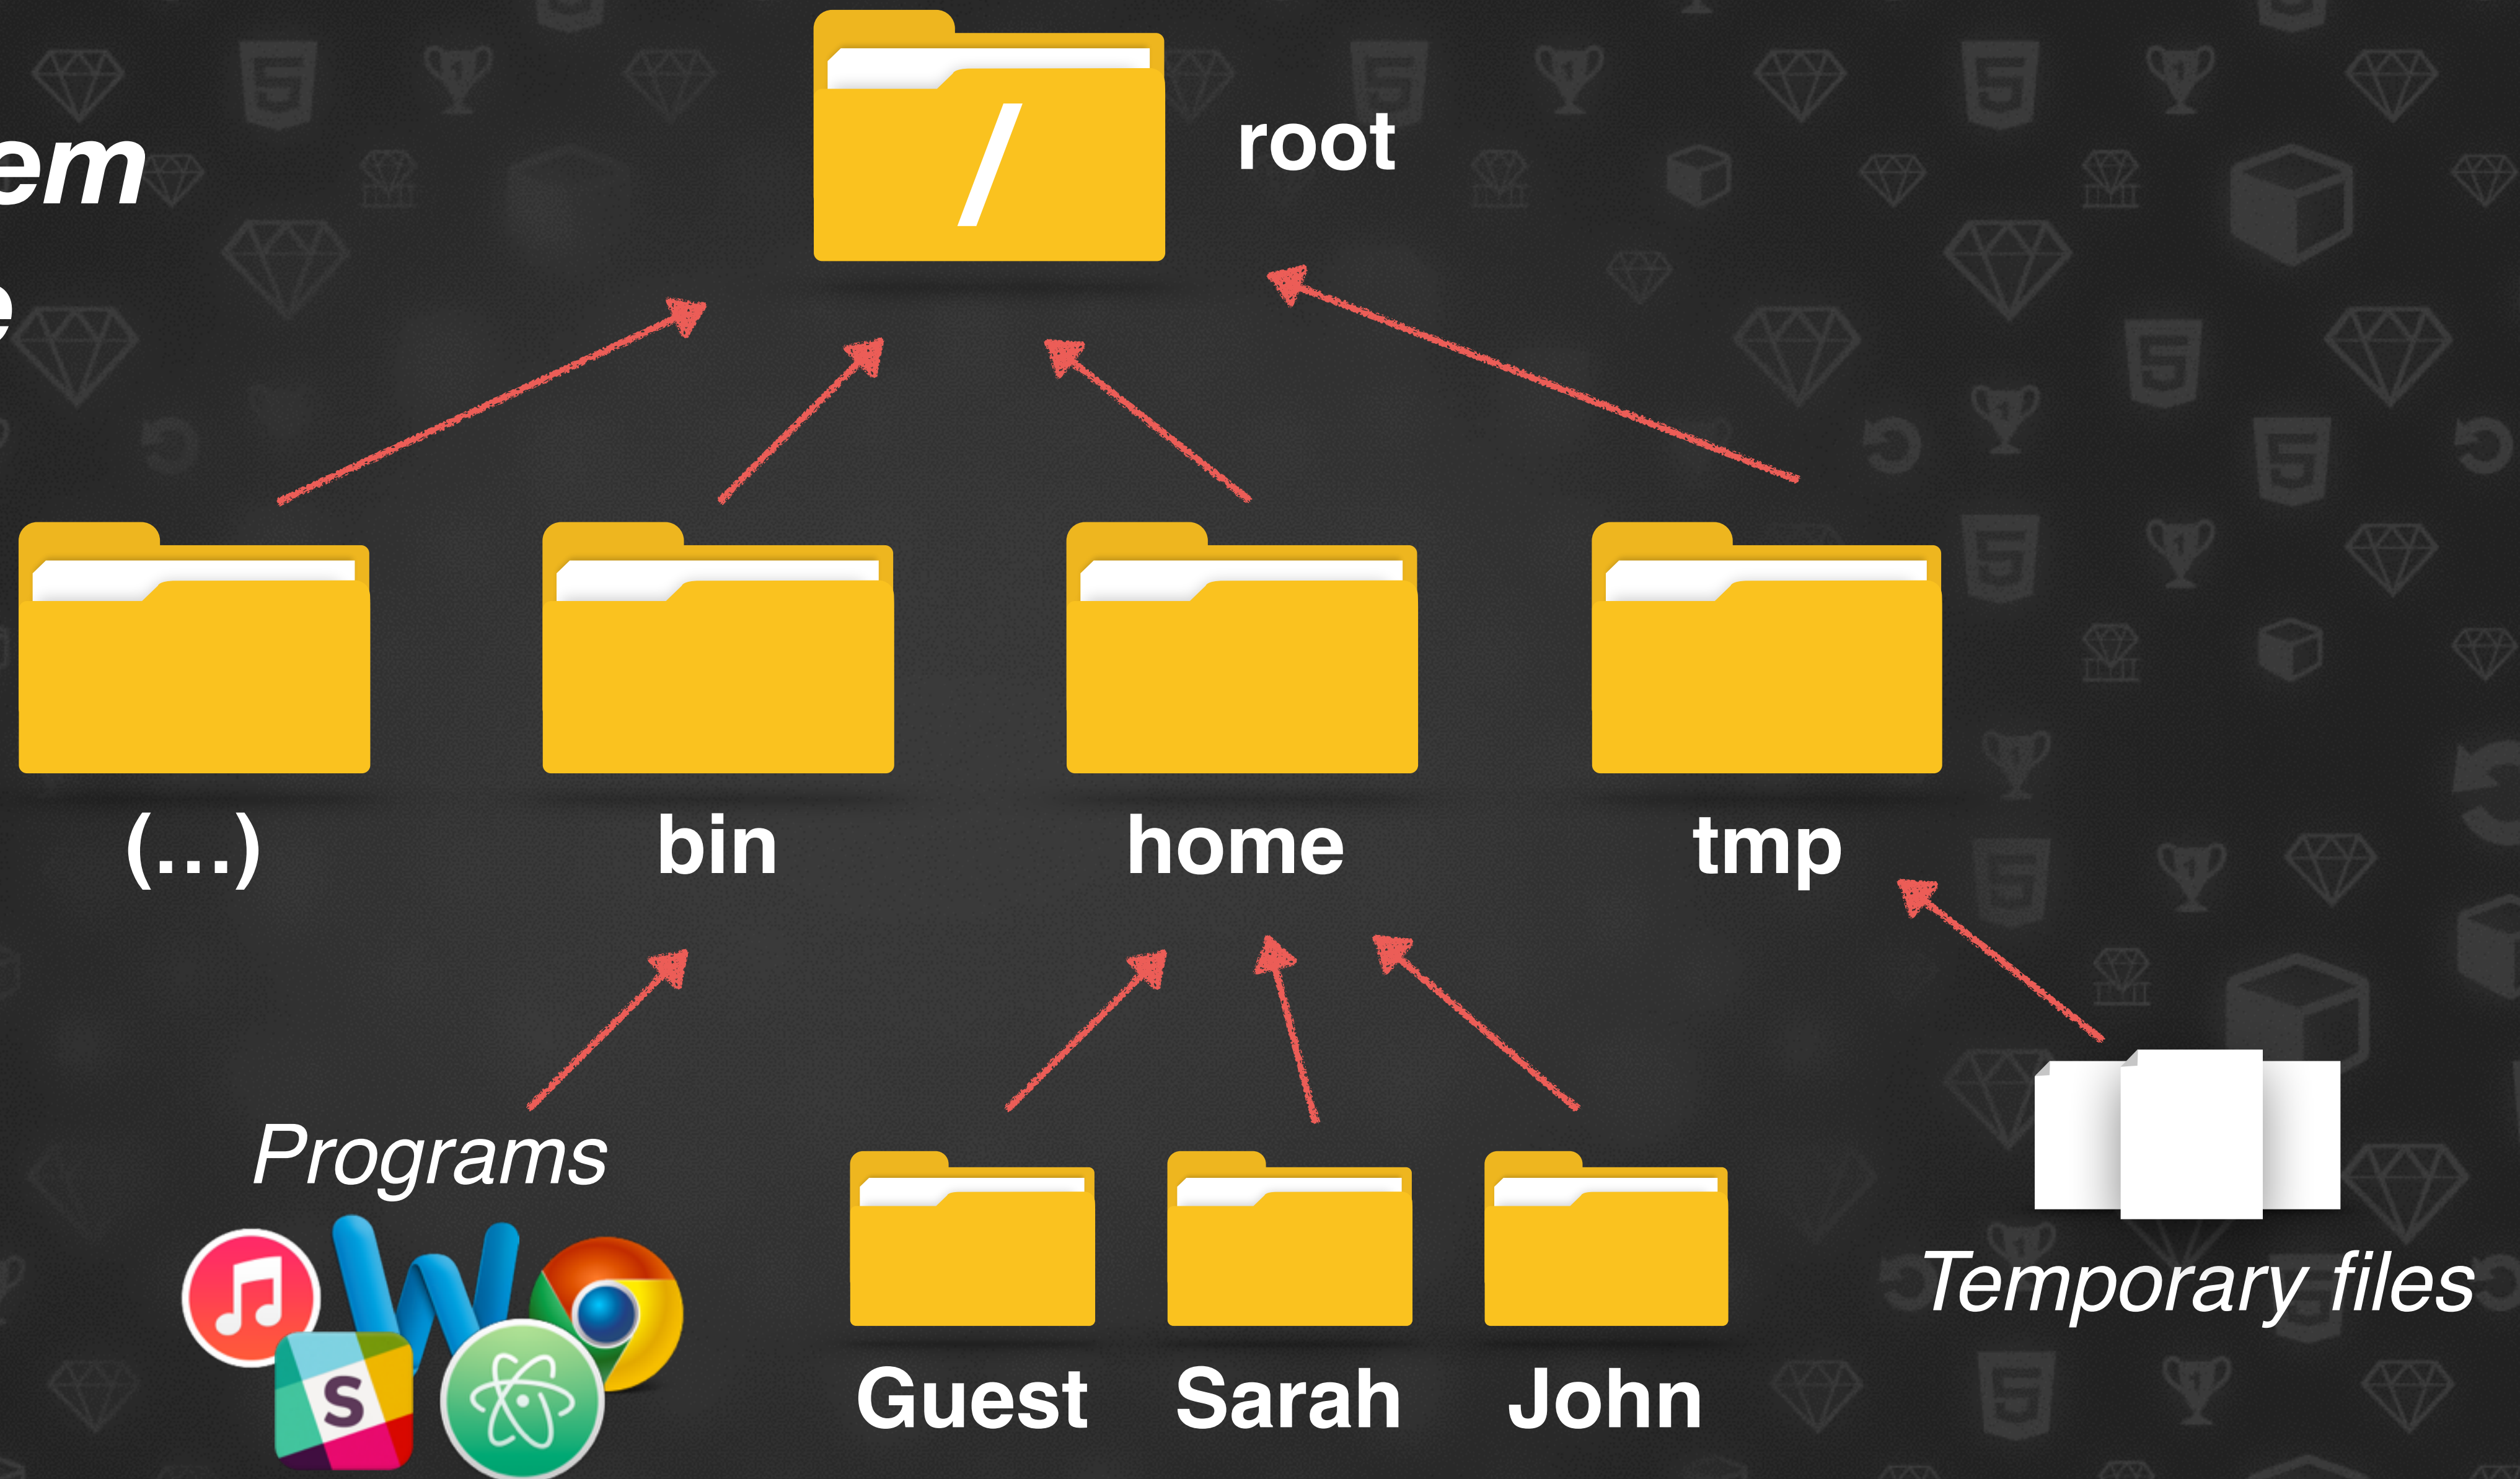 /
root
em
e
(...)
bin
home
tmp
Programs
Temporary files
S
Guest
Sarah
John